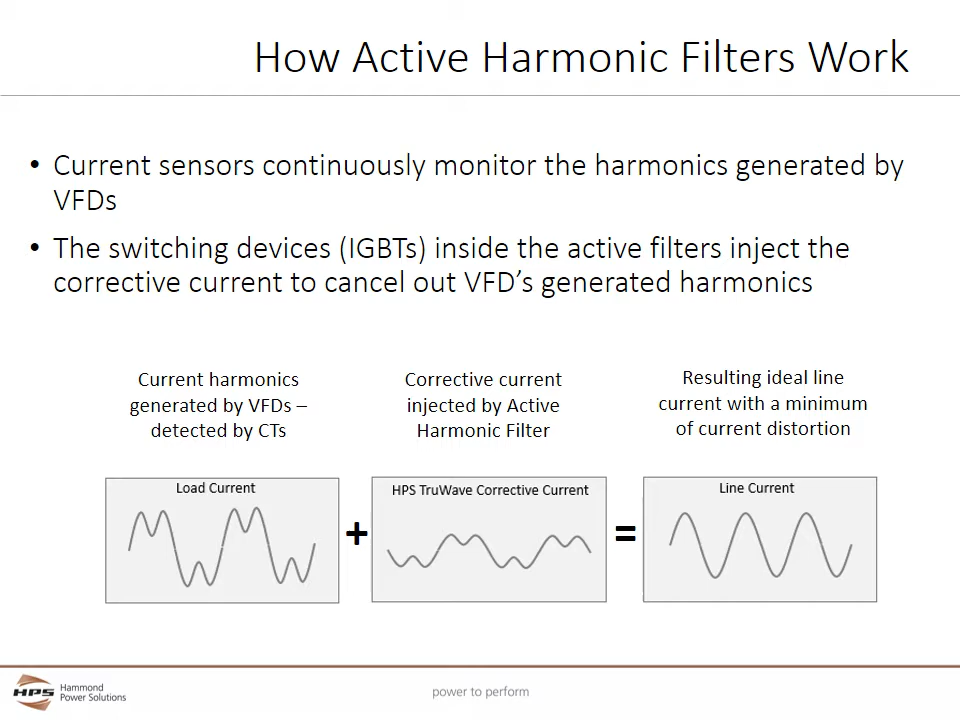 How Active Harmonic Filters Work
• Current sensors continuously monitor the harmonics generated by
VFDs
• The switching devices (IGBTs) inside the active filters inject the
corrective current to cancel out VFD’s generated harmonics
Current harmonics
generated by VFDs –
detected by CTs
Corrective current
injected by Active
Harmonic Filter
Resulting ideal line
current with a minimum
of current distortion
Load Current
+
HPS TruWave Corrective Current
=
Line Current
HPS
Hammond
Power Solutions
power to perform